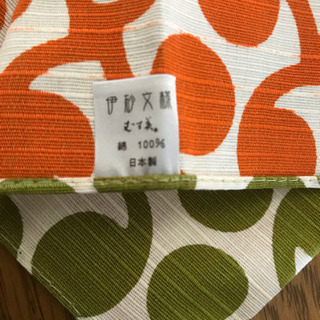 伊砂文様
むす美。
綿 100%
日本製